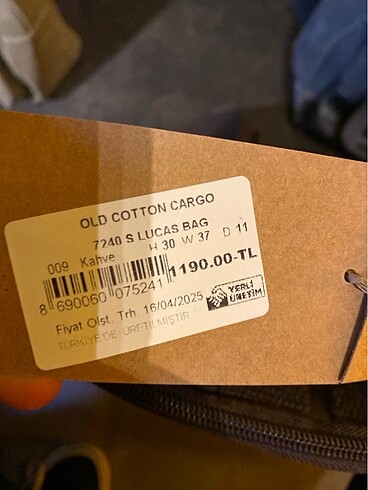 OLD COTTON CARGO
7240 S LUCAS BAG
H 30 W 37 D 11
009 Kahve
1190.00-TL
8 690060 075241
YERLİ
ÜRETİM
Fiyat Olşt. Trh. 16/04/2025
TÜRKİYE'DE ÜRETİLMİŞTİR.